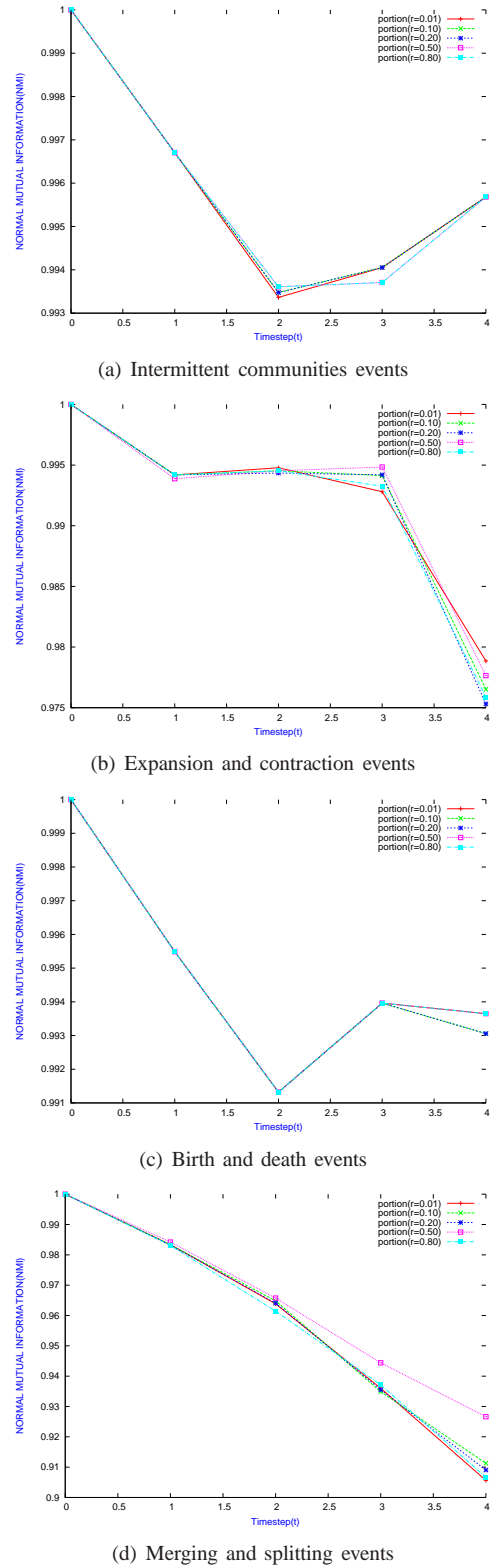 1
0.999
0.998
0.997
0.996
0.995
0.994
0.993
0 0.5 1 1.5 2 2.5 3 3.5 4
NORMAL MUTUAL INFORMATION(NMI)
Timestep(t)
portion(r=0.01)
portion(r=0.10)
portion(r=0.20)
portion(r=0.50)
portion(r=0.80)
(a) Intermittent communities events
1
0.995
0.99
0.985
0.98
0.975
0 0.5 1 1.5 2 2.5 3 3.5 4
NORMAL MUTUAL INFORMATION(NMI)
Timestep(t)
portion(r=0.01)
portion(r=0.10)
portion(r=0.20)
portion(r=0.50)
portion(r=0.80)
(b) Expansion and contraction events
1
0.999
0.998
0.997
0.996
0.995
0.994
0.993
0.992
0.991
0 0.5 1 1.5 2 2.5 3 3.5 4
NORMAL MUTUAL INFORMATION(NMI)
Timestep(t)
portion(r=0.01)
portion(r=0.10)
portion(r=0.20)
portion(r=0.50)
portion(r=0.80)
(c) Birth and death events
1
0.99
0.98
0.97
0.96
0.95
0.94
0.93
0.92
0.91
0.9
0 0.5 1 1.5 2 2.5 3 3.5 4
NORMAL MUTUAL INFORMATION(NMI)
Timestep(t)
portion(r=0.01)
portion(r=0.10)
portion(r=0.20)
portion(r=0.50)
portion(r=0.80)
(d) Merging and splitting events